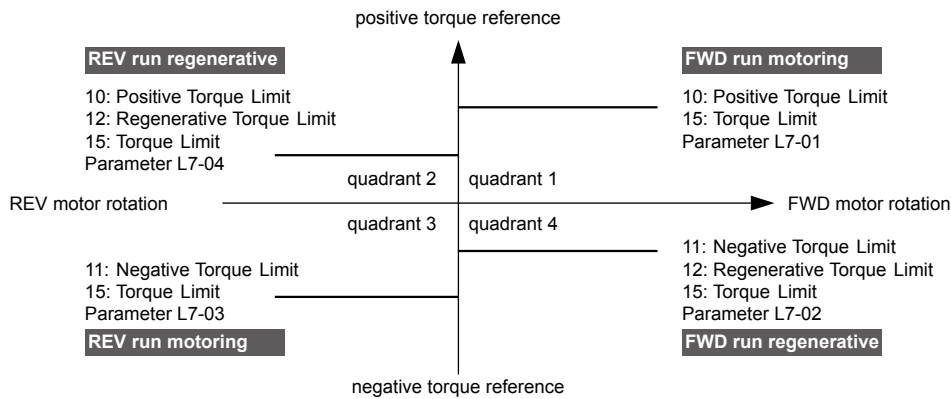 positive torque reference
REV run regenerative
10: Positive Torque Limit
12: Regenerative Torque Limit
15: Torque Limit
Parameter L7-04
FWD run motoring
10: Positive Torque Limit
15: Torque Limit
Parameter L7-01
quadrant 2
quadrant 1
REV motor rotation
FWD motor rotation
quadrant 3
quadrant 4
11: Negative Torque Limit
15: Torque Limit
Parameter L7-03
REV run motoring
11: Negative Torque Limit
12: Regenerative Torque Limit
15: Torque Limit
Parameter L7-02
FWD run regenerative
negative torque reference